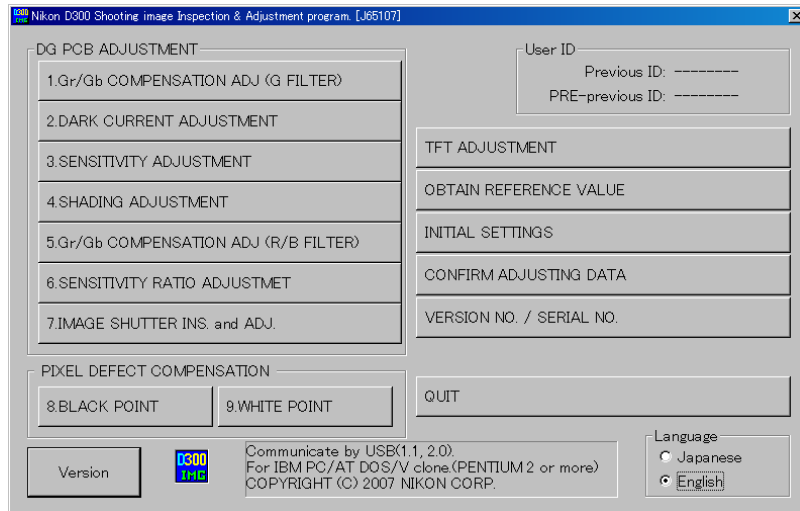 Nikon D300 Shooting image Inspection & Adjustment program. [J65107]
DG PCB ADJUSTMENT
1.Gr/Gb COMPENSATION ADJ (G FILTER)
2.DARK CURRENT ADJUSTMENT
3.SENSITIVITY ADJUSTMENT
4.SHADING ADJUSTMENT
5.Gr/Gb COMPENSATION ADJ (R/B FILTER)
6.SENSITIVITY RATIO ADJUSTMET
7.IMAGE SHUTTER INS. and ADJ.
PIXEL DEFECT COMPENSATION
8.BLACK POINT
9.WHITE POINT
User ID
Previous ID: --------
PRE-previous ID: --------
TFT ADJUSTMENT
OBTAIN REFERENCE VALUE
INITIAL SETTINGS
CONFIRM ADJUSTING DATA
VERSION NO. / SERIAL NO.
QUIT
Version
D300
IMG
Communicate by USB(1.1, 2.0).
For IBM PC/AT DOS/V clone.(PENTIUM 2 or more)
COPYRIGHT (C) 2007 NIKON CORP.
Language
Japanese
English